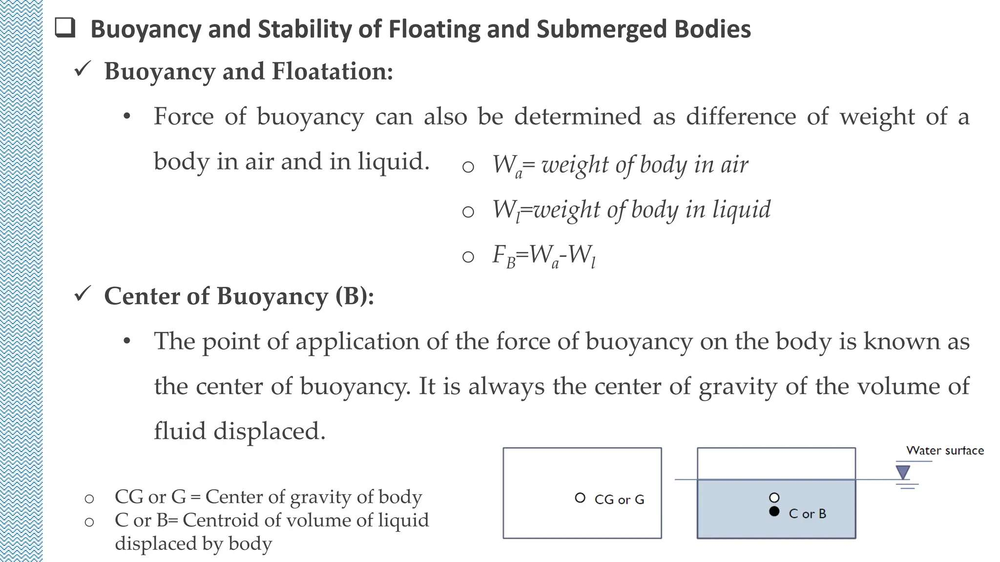 Buoyancy and Stability of Floating and Submerged Bodies
Buoyancy and Floatation:
Force of buoyancy can also be determined as difference of weight of a
body in air and in liquid.
Wa= weight of body in air
Wl=weight of body in liquid
FB=Wa-Wl
Center of Buoyancy (B):
The point of application of the force of buoyancy on the body is known as
the center of buoyancy. It is always the center of gravity of the volume of
fluid displaced.
CG or G = Center of gravity of body
C or B= Centroid of volume of liquid
displaced by body
CG or G
Water surface
C or B